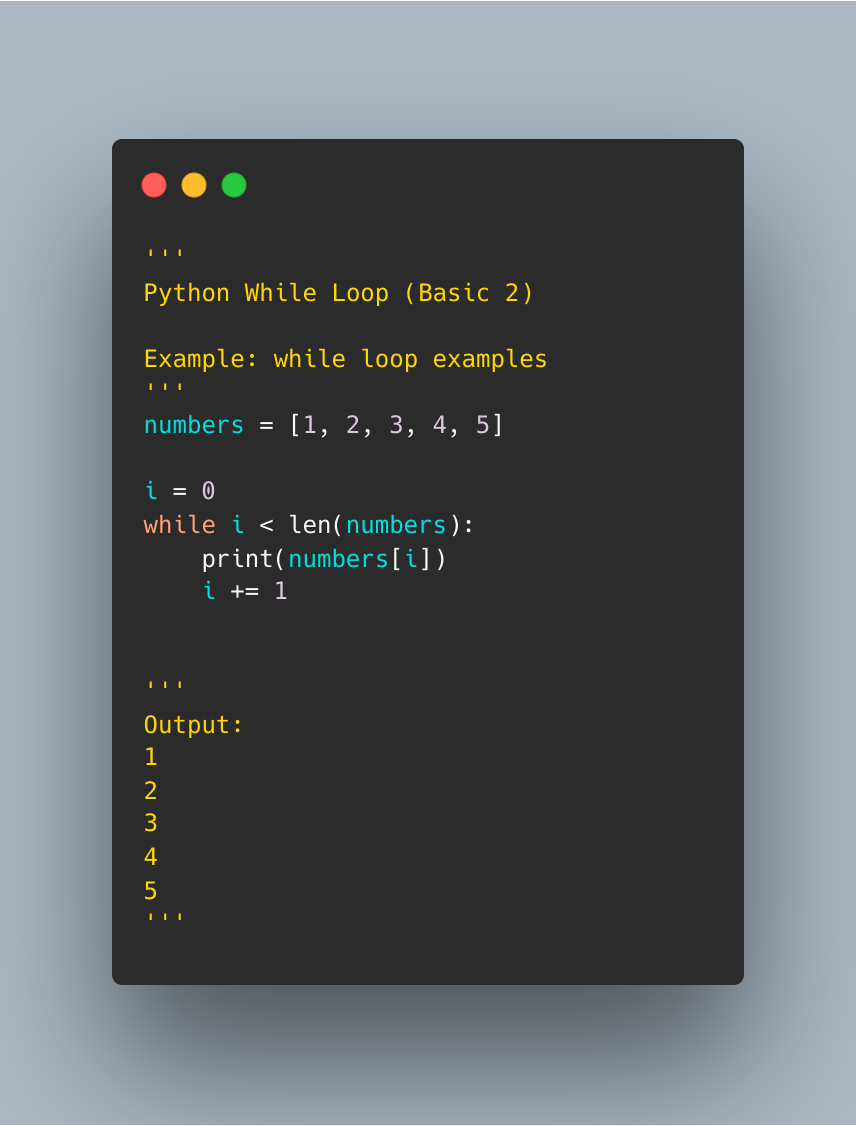 '''
Python While Loop (Basic 2)
Example: while loop examples
'''
numbers = [1, 2, 3, 4, 5]
i = 0
while i < len(numbers):
    print(numbers[i])
    i += 1
'''
Output:
1
2
3
4
5
'''